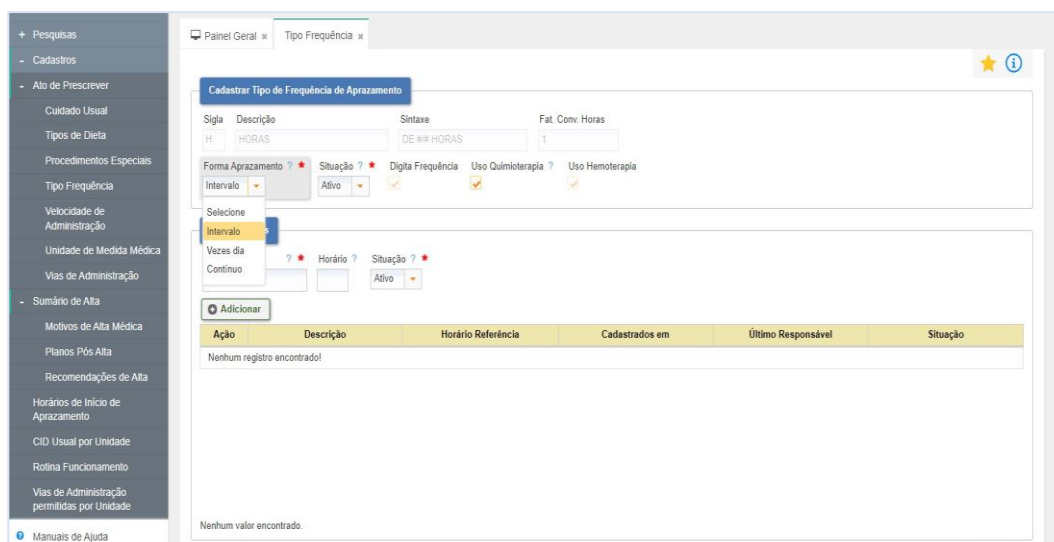 + Pesquisas
- Cadastros
- Ato de Prescrever
Cuidado Usual
Tipos de Dieta
Procedimentos Especiais
Tipo Frequência
Velocidade de
Administração
Unidade de Medida Médica
Vias de Administração
- Sumário de Alta
Motivos de Alta Médica
Planos Pós Alta
Recomendações de Alta
Horários de Início de
Aprazamento
CID Usual por Unidade
Rotina Funcionamento
Vias de Administração
permitidas por Unidade
Manuais de Ajuda
Painel Geral x Tipo Frequência x
Cadastrar Tipo de Frequência de Aprazamento
Sigla Descrição Sintaxe Fat. Conv. Horas
H HORAS DE ## HORAS 1
Forma Aprazamento ? * Situação ? * Digita Frequência Uso Quimioterapia ? Uso Hemoterapia
Intervalo Ativo
Selecione
Intervalo
Vezes dia
Contínuo
? * Horário ? Situação ? *
Ativo
Adicionar
Ação Descrição Horário Referência Cadastrados em Último Responsável Situação
Nenhum registro encontrado!
Nenhum valor encontrado.